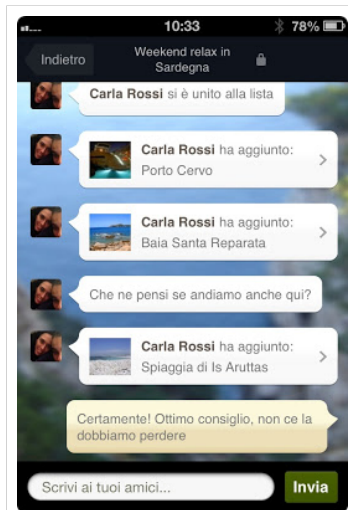 10:33
78%
Indietro
Weekend relax in
Sardegna
Carla Rossi si è unito alla lista
Carla Rossi ha aggiunto:
Porto Cervo
Carla Rossi ha aggiunto:
Baia Santa Reparata
Che ne pensi se andiamo anche qui?
Carla Rossi ha aggiunto:
Spiaggia di Is Aruttas
Certamente! Ottimo consiglio, non ce la
dobbiamo perdere
Scrivi ai tuoi amici...
Invia